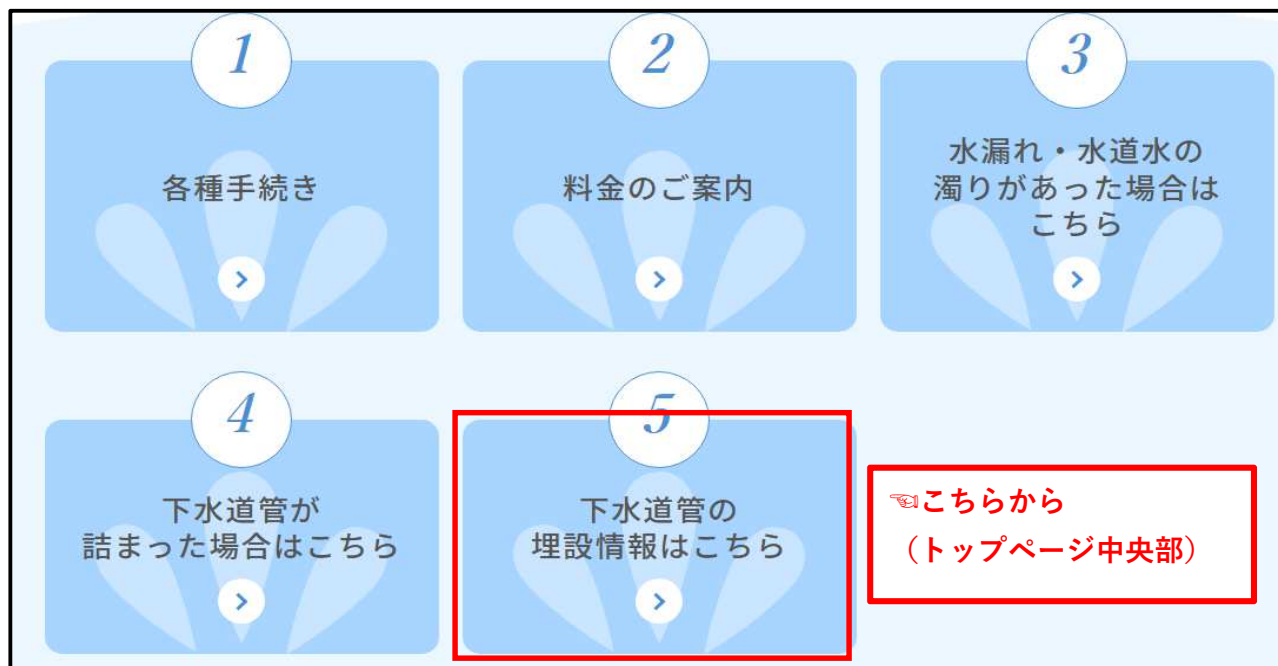 1
各種手続き
2
料金のご案内
3
水漏れ・水道水の
濁りがあった場合は
こちら
4
下水道管が
詰まった場合はこちら
5
下水道管の
埋設情報はこちら
☜こちらから
（トップページ中央部）